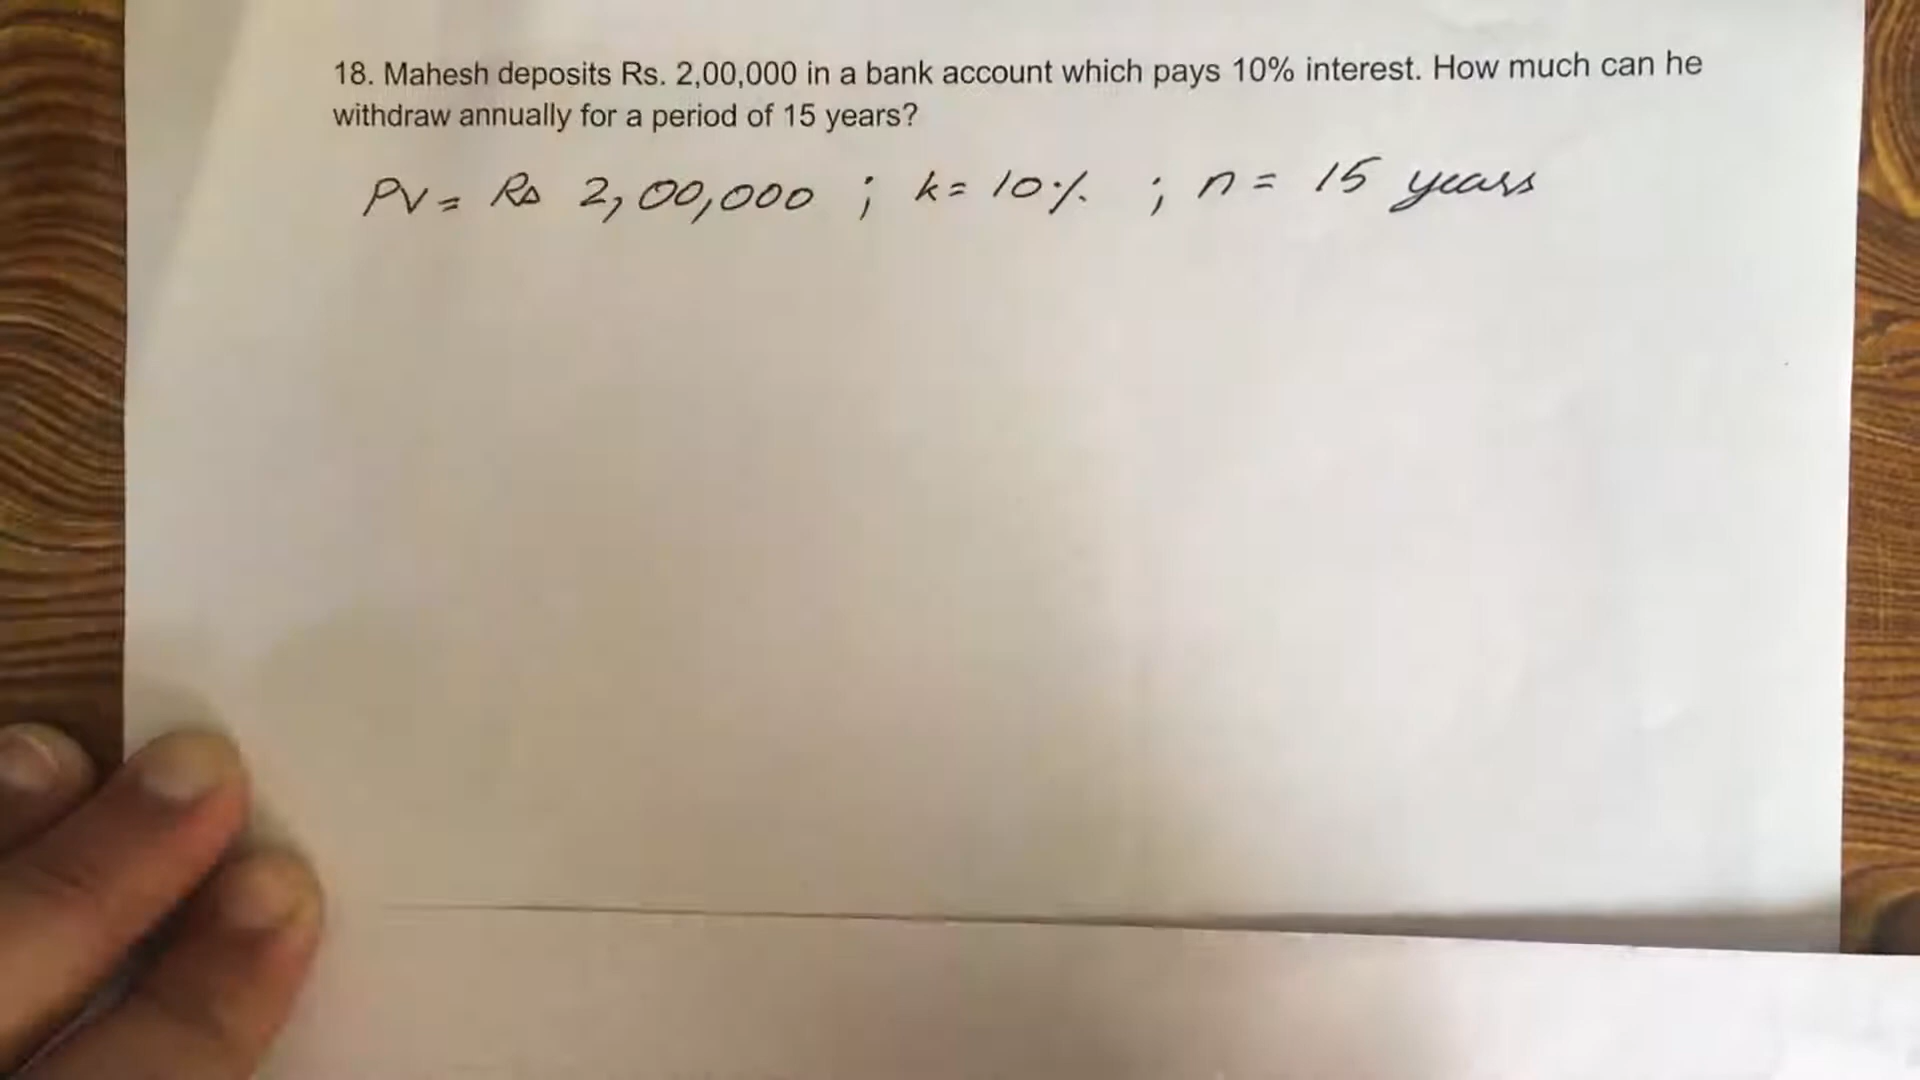 18. Mahesh deposits Rs. 2,00,000 in a bank account which pays 10% interest. How much can he
withdraw annually for a period of 15 years?
PV = Rs 2,00,000 ; k = 10% ; n = 15 years